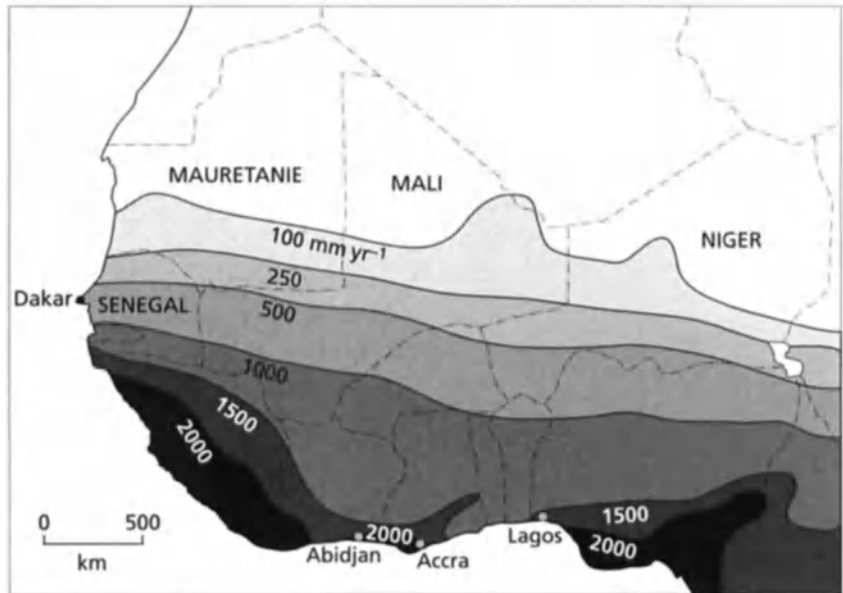 MAURETANIE
MALI
NIGER
100 mm yr⁻¹
250
Dakar
SENEGAL
500
1000
1500
2000
0 500
km
2000
1500
Lagos
2000
Abidjan
Accra